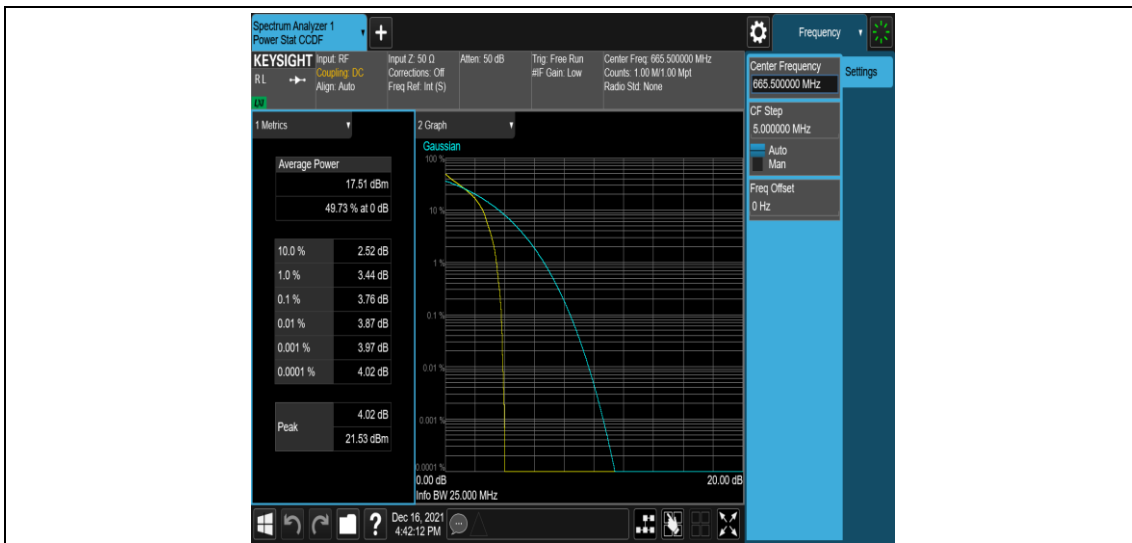 Spectrum Analyzer 1
Power Stat CCDF
+
Frequency
KEYSIGHT
Input: RF
Input Z: 50 Ω
Atten: 50 dB
Trig: Free Run
Center Freq: 665.500000 MHz
RL
Coupling: DC
Corrections: Off
#IF Gain: Low
Counts: 1.00 M/1.00 Mpt
Align: Auto
Freq Ref: Int (S)
Radio Std: None
Center Frequency
665.500000 MHz
Settings
CF Step
5.000000 MHz
Auto
Man
Freq Offset
0 Hz
1 Metrics
Average Power
17.51 dBm
49.73 % at 0 dB
10.0 % 2.52 dB
1.0 % 3.44 dB
0.1 % 3.76 dB
0.01 % 3.87 dB
0.001 % 3.97 dB
0.0001 % 4.02 dB
Peak
4.02 dB
21.53 dBm
2 Graph
Gaussian
100 %
10 %
1 %
0.1 %
0.01 %
0.001 %
0.0001 %
0.00 dB 20.00 dB
Info BW 25.000 MHz
?
Dec 16, 2021
4:42:12 PM